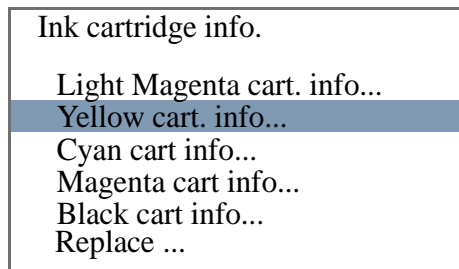 Ink cartridge info.
Light Magenta cart. info...
Yellow cart. info...
Cyan cart info...
Magenta cart info...
Black cart info...
Replace ...